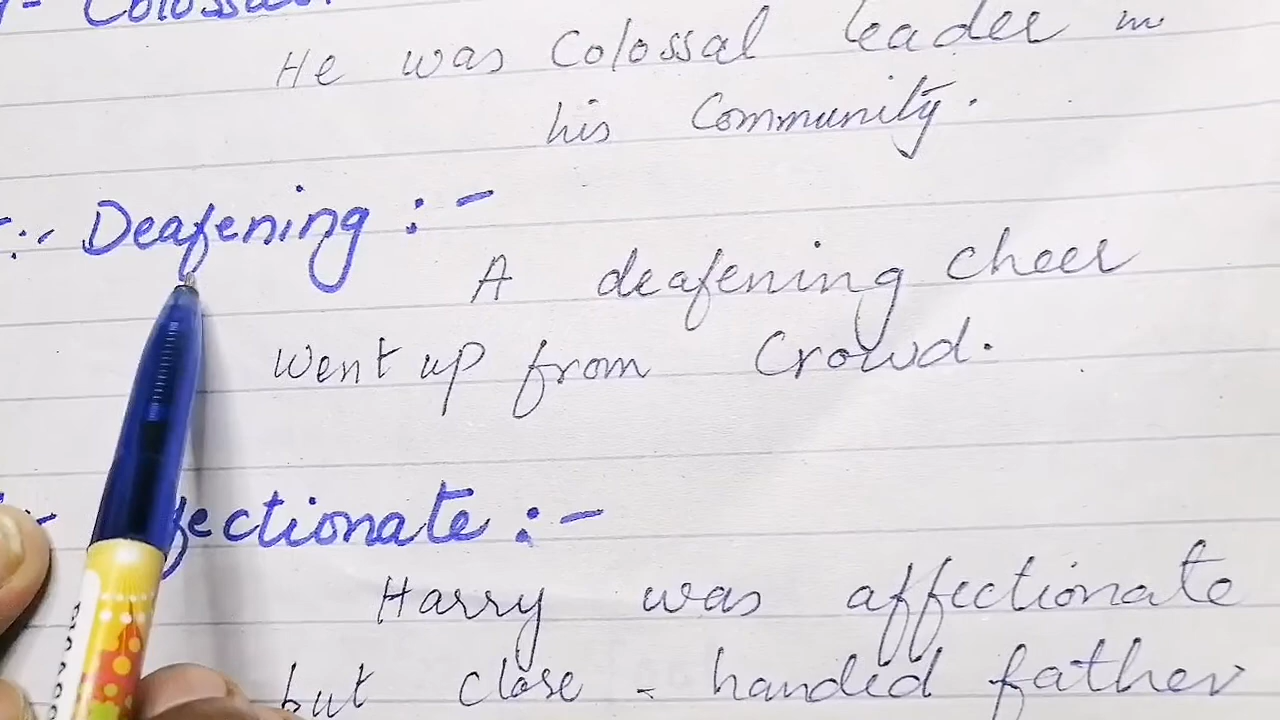 Colossal
He was Colossal leader in
his Community.
Deafening :-
A deafening cheer
went up from Crowd.
:-
Harry was affectionate
but close - handed father